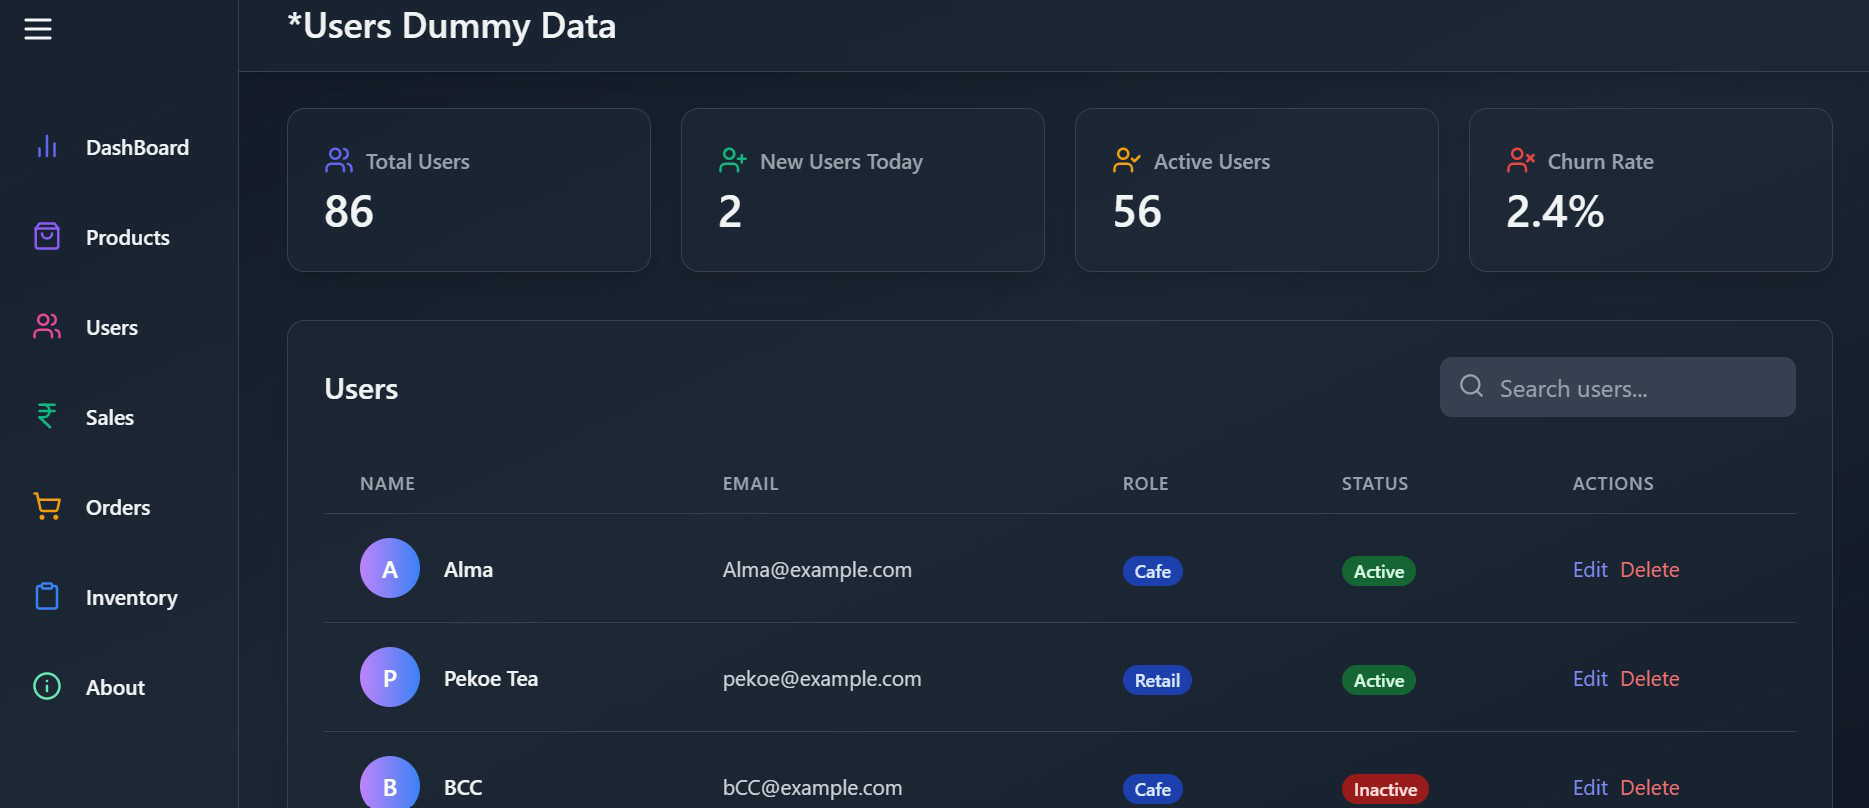 *Users Dummy Data
DashBoard
Products
Users
Sales
Orders
Inventory
About
Total Users
86
New Users Today
2
Active Users
56
Churn Rate
2.4%
Users
Search users...
NAME EMAIL ROLE STATUS ACTIONS
A Alma Alma@example.com Cafe Active Edit Delete
P Pekoe Tea pekoe@example.com Retail Active Edit Delete
B BCC bCC@example.com Cafe Inactive Edit Delete